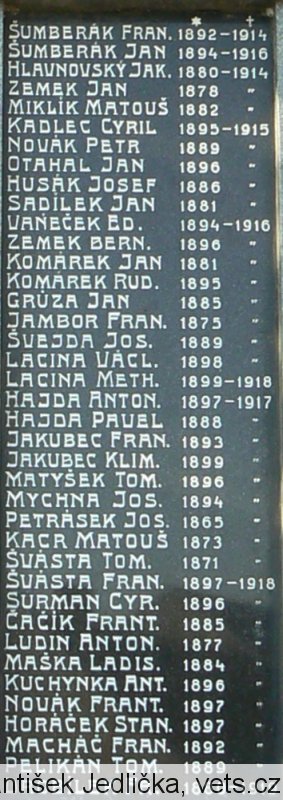 * †
ŠUMBERÁK FRAN. 1892-1914
ŠUMBERÁK JAN 1894-1916
HLAVNOVSKÝ JAK. 1880-1914
ZEMEK JAN 1878 "
MIKLÍK MATOUŠ 1882 "
KADLEC CYRIL 1895-1915
NOVÁK PETR 1889 "
OTAHAL JAN 1896 "
HUSÁK JOSEF 1886 "
SADÍLEK JAN 1881 "
VANĚČEK ED. 1894-1916
ZEMEK BERN. 1896 "
KOMÁREK JAN 1881 "
KOMÁREK RUD. 1895 "
GRŮZA JAN 1885 "
JAMBOR FRAN. 1875 "
ŠVEJDA JOS. 1889 "
LACINA VÁCL. 1898 "
LACINA METH. 1899-1918
HAJDA ANTON. 1897-1917
HAJDA PAVEL 1888 "
JAKUBEC FRAN. 1893 "
JAKUBEC KLIM. 1899 "
MATYŠEK TOM. 1896 "
MYCHNA JOS. 1894 "
PETRÁSEK JOS. 1865 "
KACR MATOUŠ 1873 "
ŠVÁSTA TOM. 1871 "
ŠVÁSTA FRAN. 1897-1918
ŠURMAN CYR. 1896 "
ČAČÍK FRANT. 1885 "
LUDIN ANTON. 1877 "
MAŠKA LADIS. 1884 "
KUCHYNKA ANT. 1896 "
NOVÁK FRANT. 1897 "
HORÁČEK STAN. 1897 "
MACHÁČ FRAN. 1892 "
PELIKÁN TOM. 1889 "
antišek Jedlička, vets.cz